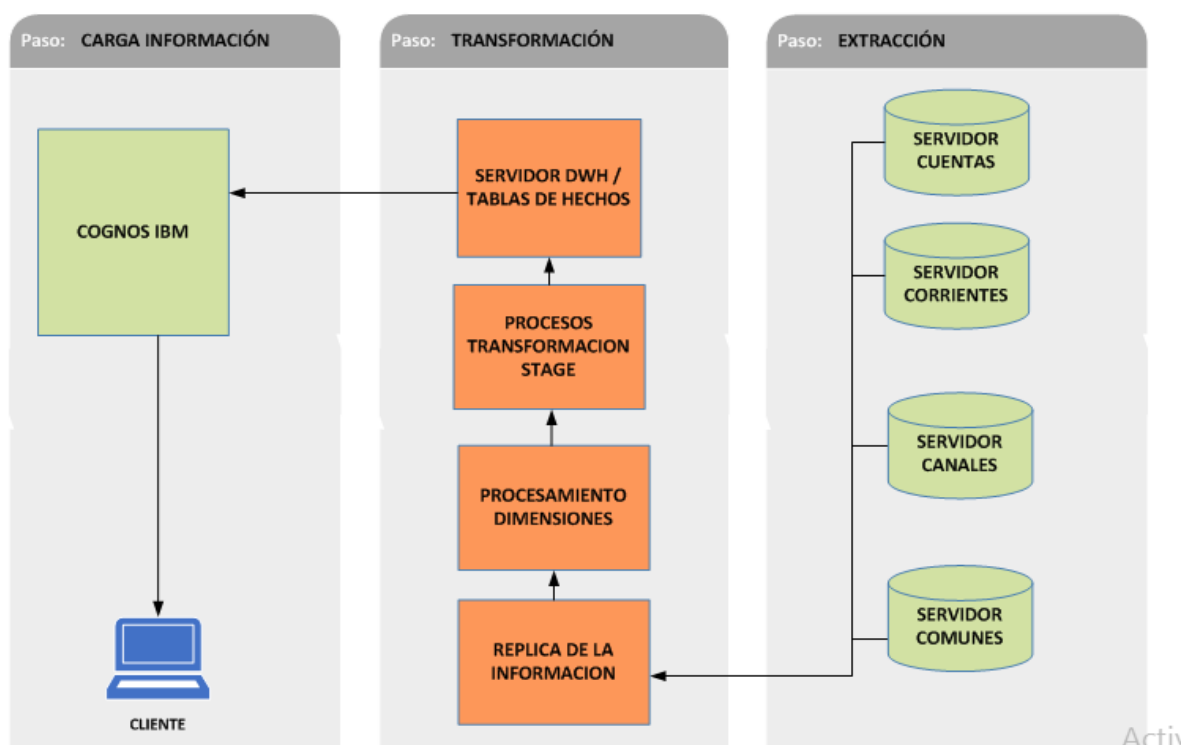 Paso: CARGA INFORMACIÓN
COGNOS IBM
CLIENTE
Paso: TRANSFORMACIÓN
SERVIDOR DWH /
TABLAS DE HECHOS
PROCESOS
TRANSFORMACION
STAGE
PROCESAMIENTO
DIMENSIONES
REPLICA DE LA
INFORMACION
Paso: EXTRACCIÓN
SERVIDOR
CUENTAS
SERVIDOR
CORRIENTES
SERVIDOR
CANALES
SERVIDOR
COMUNES